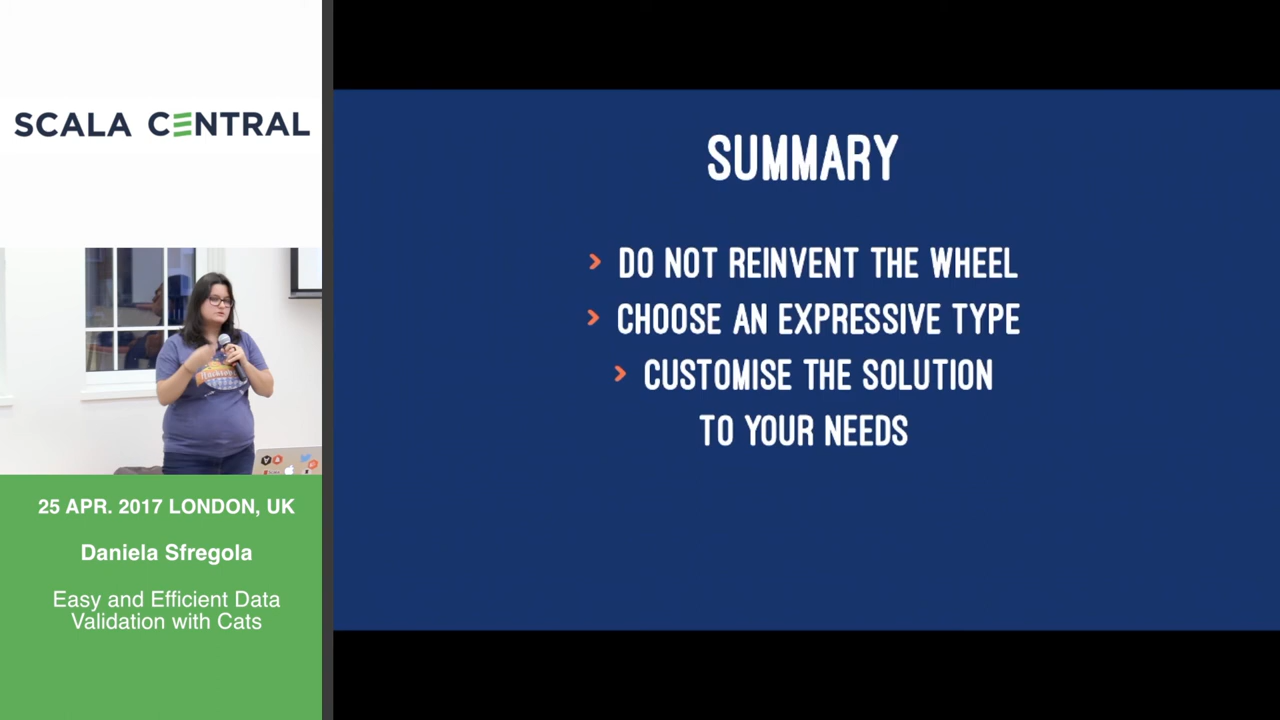 SCALA CENTRAL
25 APR. 2017 LONDON, UK
Daniela Sfregola
Easy and Efficient Data
Validation with Cats
SUMMARY
> DO NOT REINVENT THE WHEEL
> CHOOSE AN EXPRESSIVE TYPE
> CUSTOMISE THE SOLUTION
TO YOUR NEEDS